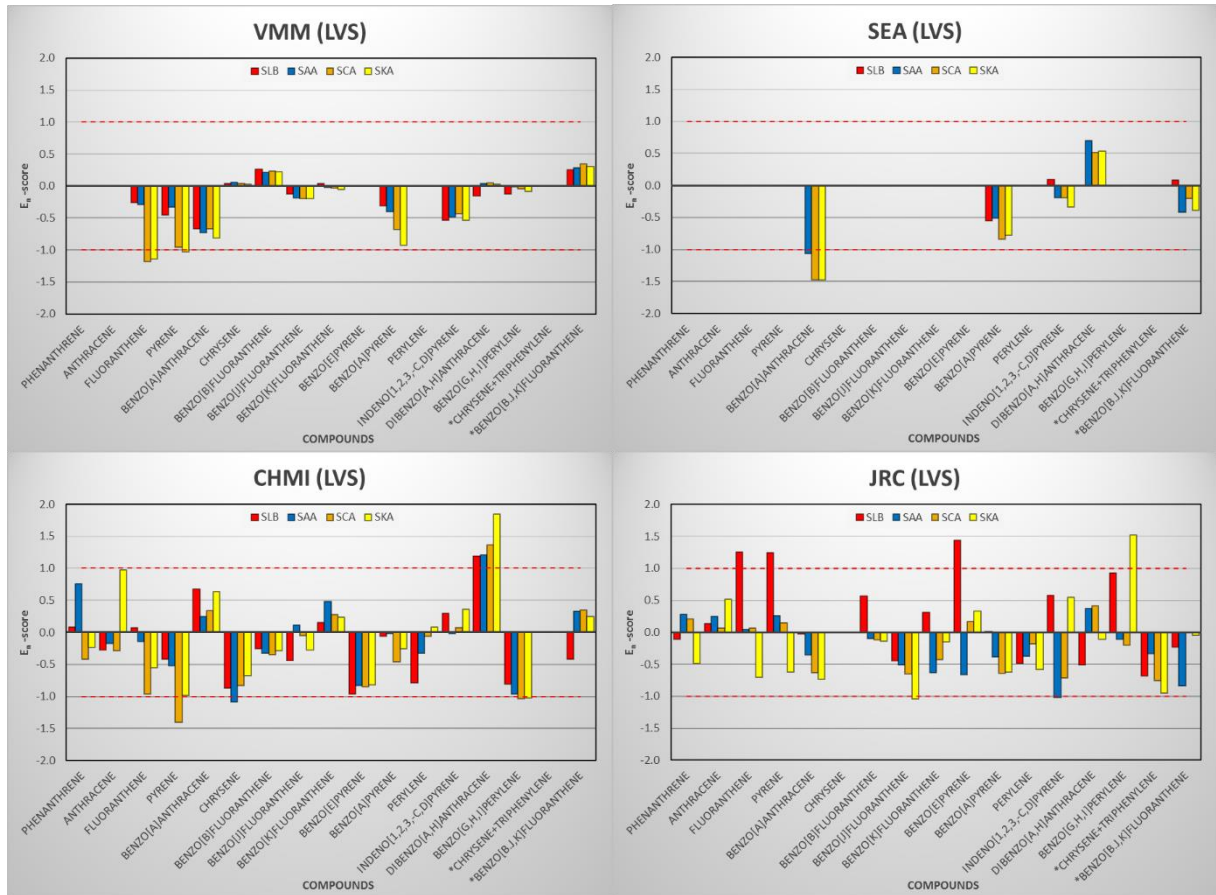 VMM (LVS)
2.0
1.5
1.0
0.5
0.0
-0.5
-1.0
-1.5
-2.0
Eₙ -score
SLB SAA SCA SKA
PHENANTHRENE
ANTHRACENE
FLUORANTHENE
PYRENE
BENZO[A]ANTHRACENE
CHRYSENE
BENZO[B]FLUORANTHENE
BENZO[J]FLUORANTHENE
BENZO[K]FLUORANTHENE
BENZO[E]PYRENE
BENZO[A]PYRENE
PERYLENE
INDENO[1,2,3,-C,D]PYRENE
DIBENZO[A,H]ANTHRACENE
BENZO[G,H,I]PERYLENE
*CHRYSENE+TRIPHENYLENE
*BENZO[B,J,K]FLUORANTHENE
COMPOUNDS
SEA (LVS)
2.0
1.5
1.0
0.5
0.0
-0.5
-1.0
-1.5
-2.0
Eₙ -score
SLB SAA SCA SKA
PHENANTHRENE
ANTHRACENE
FLUORANTHENE
PYRENE
BENZO[A]ANTHRACENE
CHRYSENE
BENZO[B]FLUORANTHENE
BENZO[J]FLUORANTHENE
BENZO[K]FLUORANTHENE
BENZO[E]PYRENE
BENZO[A]PYRENE
PERYLENE
INDENO[1,2,3,-C,D]PYRENE
DIBENZO[A,H]ANTHRACENE
BENZO[G,H,I]PERYLENE
*CHRYSENE+TRIPHENYLENE
*BENZO[B,J,K]FLUORANTHENE
COMPOUNDS
CHMI (LVS)
2.0
1.5
1.0
0.5
0.0
-0.5
-1.0
-1.5
-2.0
Eₙ -score
SLB SAA SCA SKA
PHENANTHRENE
ANTHRACENE
FLUORANTHENE
PYRENE
BENZO[A]ANTHRACENE
CHRYSENE
BENZO[B]FLUORANTHENE
BENZO[J]FLUORANTHENE
BENZO[K]FLUORANTHENE
BENZO[E]PYRENE
BENZO[A]PYRENE
PERYLENE
INDENO[1,2,3,-C,D]PYRENE
DIBENZO[A,H]ANTHRACENE
BENZO[G,H,I]PERYLENE
*CHRYSENE+TRIPHENYLENE
*BENZO[B,J,K]FLUORANTHENE
COMPOUNDS
JRC (LVS)
2.0
1.5
1.0
0.5
0.0
-0.5
-1.0
-1.5
-2.0
Eₙ -score
SLB SAA SCA SKA
PHENANTHRENE
ANTHRACENE
FLUORANTHENE
PYRENE
BENZO[A]ANTHRACENE
CHRYSENE
BENZO[B]FLUORANTHENE
BENZO[J]FLUORANTHENE
BENZO[K]FLUORANTHENE
BENZO[E]PYRENE
BENZO[A]PYRENE
PERYLENE
INDENO[1,2,3,-C,D]PYRENE
DIBENZO[A,H]ANTHRACENE
BENZO[G,H,I]PERYLENE
*CHRYSENE+TRIPHENYLENE
*BENZO[B,J,K]FLUORANTHENE
COMPOUNDS